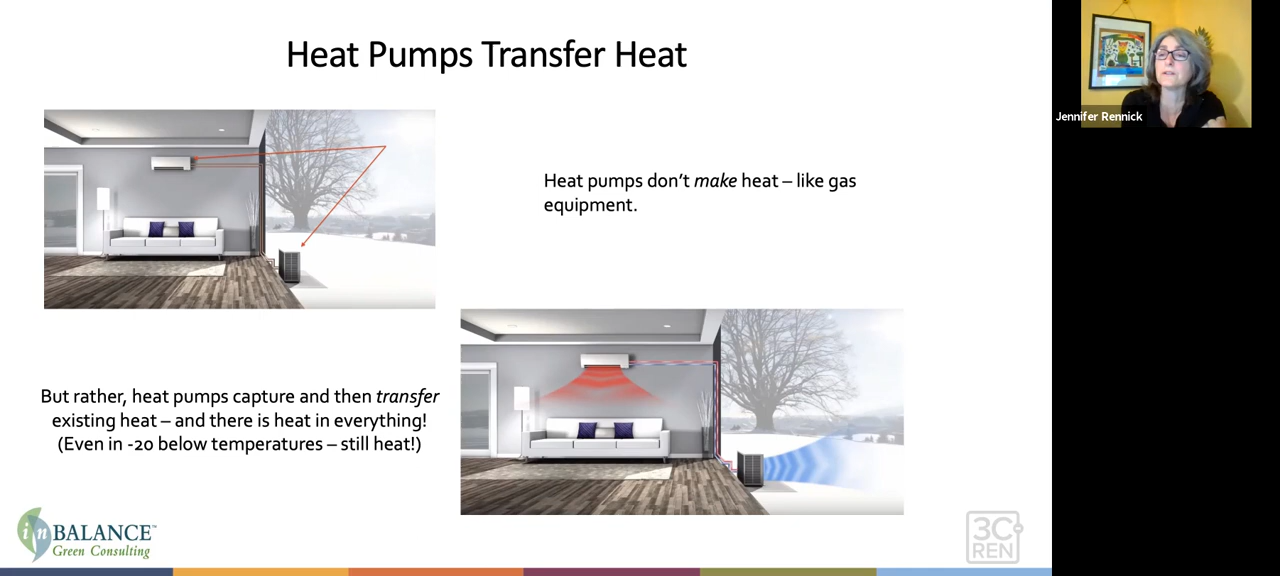 Heat Pumps Transfer Heat
Jennifer Rennick
Heat pumps don’t make heat – like gas
equipment.
But rather, heat pumps capture and then transfer
existing heat – and there is heat in everything!
(Even in -20 below temperatures – still heat!)
in BALANCE™
Green Consulting
3C
REN